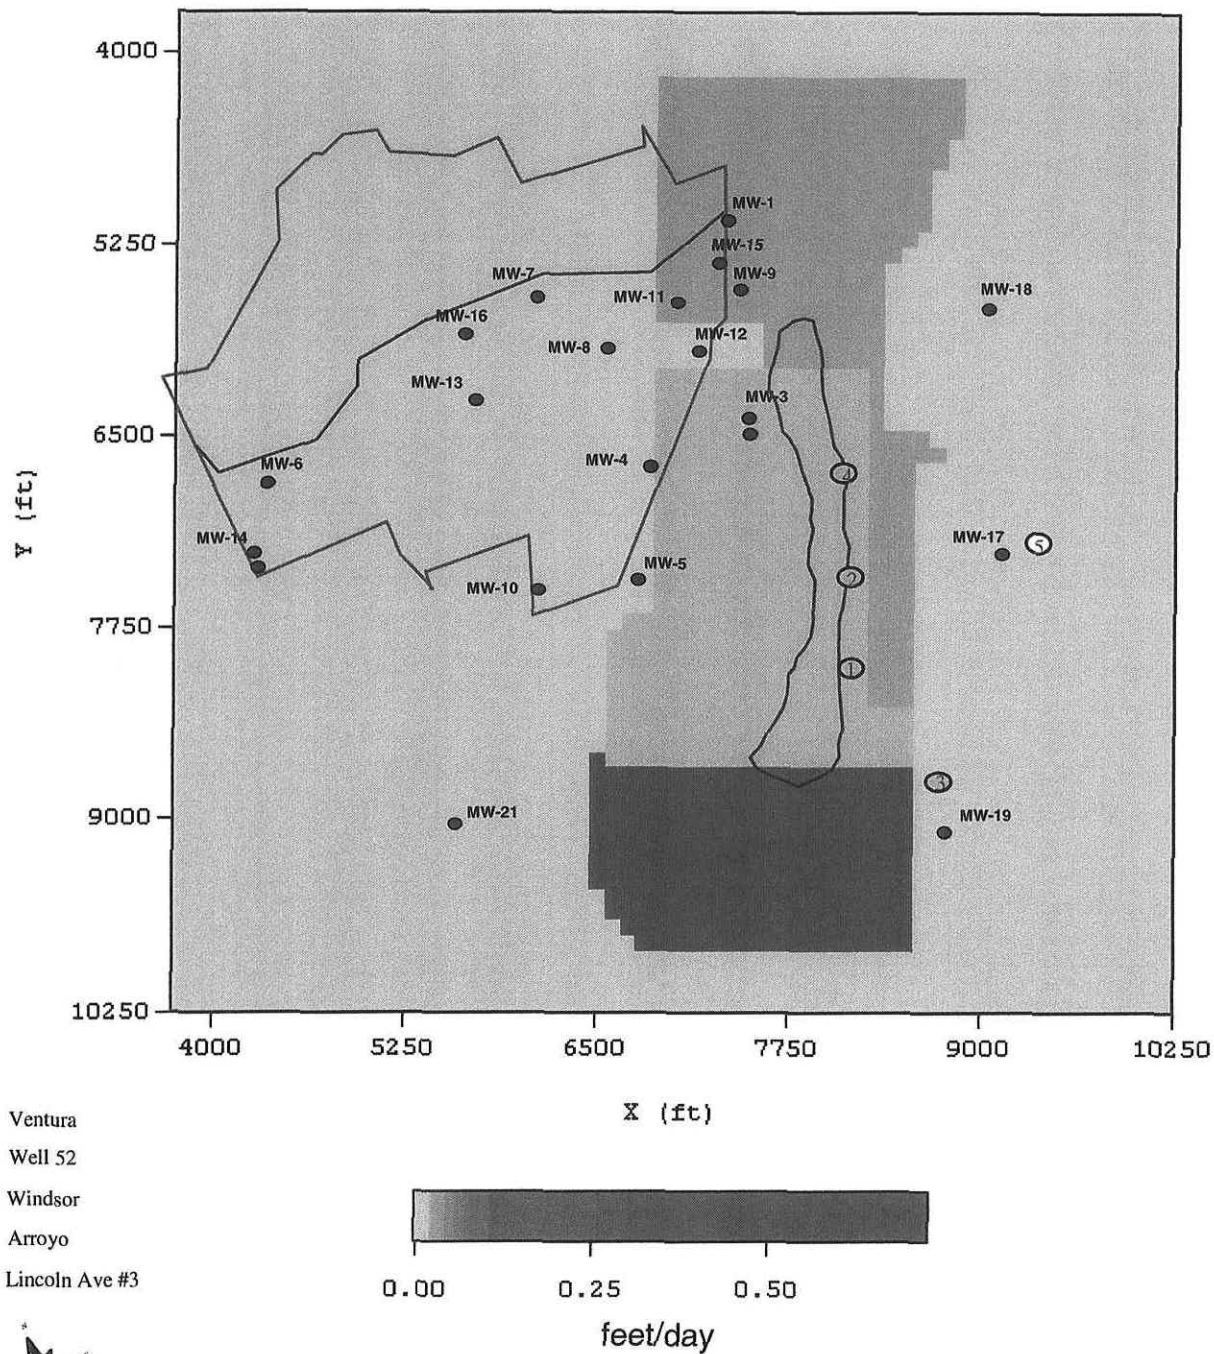 4000
MW-1
5250
MW-15
MW-7
MW-9
MW-18
MW-11
MW-16
MW-12
MW-8
MW-13
MW-3
6500
MW-4
MW-6
4
Y (ft)
MW-14
MW-17
5
MW-5
2
MW-10
7750
1
3
9000
MW-21
MW-19
10250
4000 5250 6500 7750 9000 10250
X (ft)
Ventura
Well 52
Windsor
Arroyo
Lincoln Ave #3
0.00 0.25 0.50
feet/day